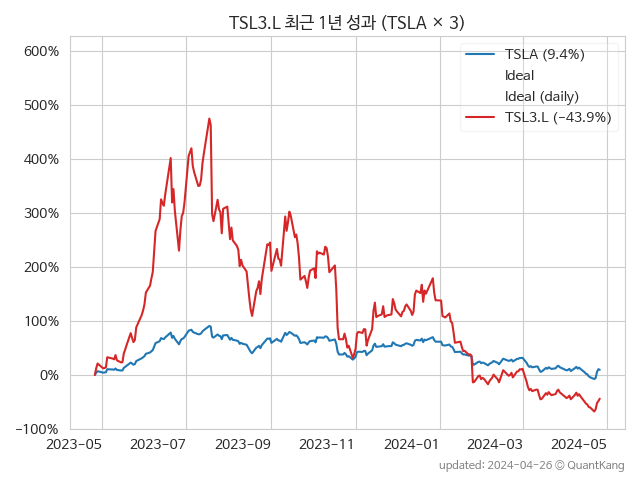 TSL3.L 최근 1년 성과 (TSLA × 3)
600%
500%
400%
300%
200%
100%
0%
−100%
TSLA (9.4%)
Ideal
Ideal (daily)
TSL3.L (−43.9%)
2023-05 2023-07 2023-09 2023-11 2024-01 2024-03 2024-05
updated: 2024-04-26 © QuantKang